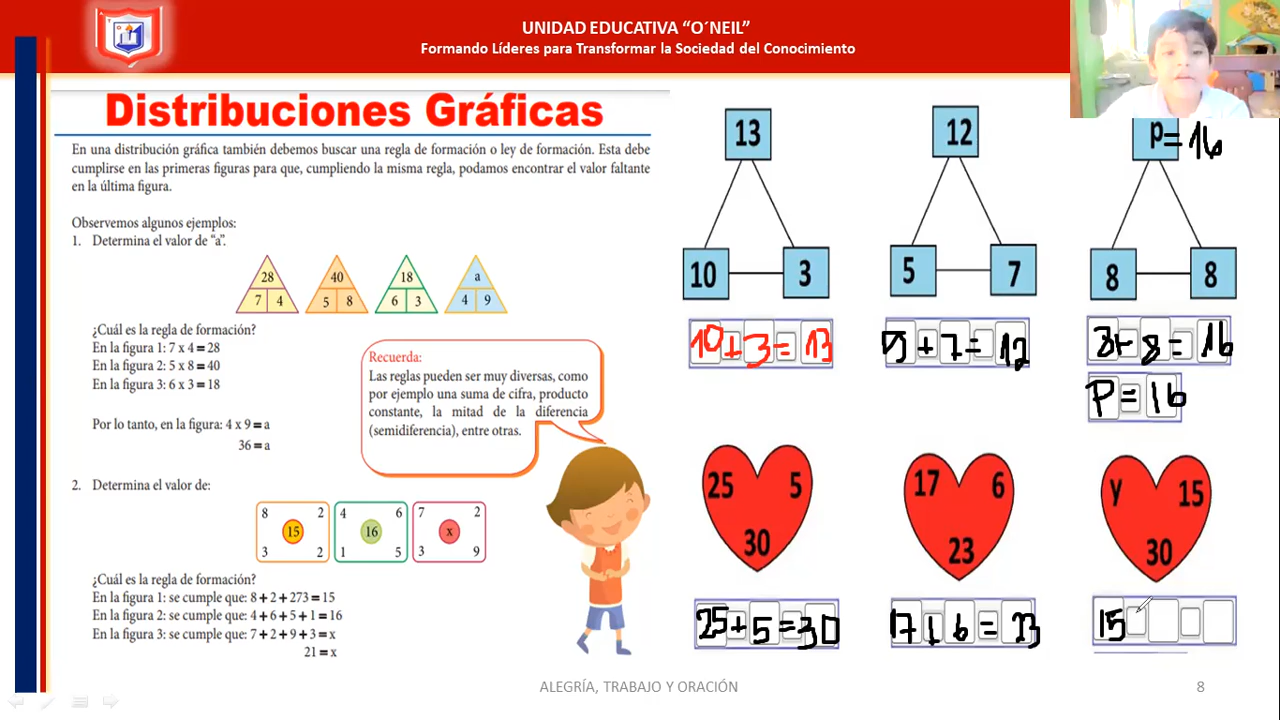 UNIDAD EDUCATIVA “O´NEIL”
Formando Líderes para Transformar la Sociedad del Conocimiento
Distribuciones Gráficas
En una distribución gráfica también debemos buscar una regla de formación o ley de formación. Esta debe
cumplirse en las primeras figuras para que, cumpliendo la misma regla, podamos encontrar el valor faltante
en la última figura.
Observemos algunos ejemplos:
1. Determina el valor de “a”.
28 40 18 a
7 4 5 8 6 3 4 9
¿Cuál es la regla de formación?
En la figura 1: 7 x 4 = 28
En la figura 2: 5 x 8 = 40
En la figura 3: 6 x 3 = 18
Por lo tanto, en la figura: 4 x 9 = a
36 = a
Recuerda:
Las reglas pueden ser muy diversas, como
por ejemplo una suma de cifra, producto
constante, la mitad de la diferencia
(semidiferencia), entre otras.
2. Determina el valor de:
8 2 4 6 7 2
15 16 x
3 2 1 5 3 9
¿Cuál es la regla de formación?
En la figura 1: se cumple que: 8 + 2 + 273 = 15
En la figura 2: se cumple que: 4 + 6 + 5 + 1 = 16
En la figura 3: se cumple que: 7 + 2 + 9 + 3 = x
21 = x
13 12 p = 16
10 3 5 7 8 8
10 + 3 = 13 5 + 7 = 12 8 + 8 = 16
P = 16
25 5 17 6 y 15
30 23 30
25 + 5 = 30 17 + 6 = 23 15
ALEGRÍA, TRABAJO Y ORACIÓN
8